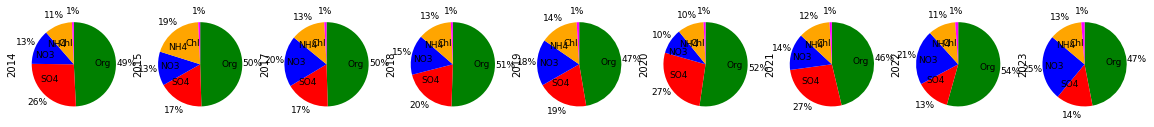 2014
Org 49%
SO4 26%
NO3 13%
NH4 11%
Chl 1%
2015
Org 50%
SO4 17%
NO3 13%
NH4 19%
Chl 1%
2017
Org 50%
SO4 17%
NO3 20%
NH4 13%
Chl 1%
2018
Org 51%
SO4 20%
NO3 15%
NH4 13%
Chl 1%
2019
Org 47%
SO4 19%
NO3 18%
NH4 14%
Chl 1%
2020
Org 52%
SO4 27%
NO3 10%
NH4 10%
Chl 1%
2021
Org 46%
SO4 27%
NO3 14%
NH4 12%
Chl 1%
2022
Org 54%
SO4 13%
NO3 21%
NH4 11%
Chl 1%
2023
Org 47%
SO4 14%
NO3 25%
NH4 13%
Chl 1%